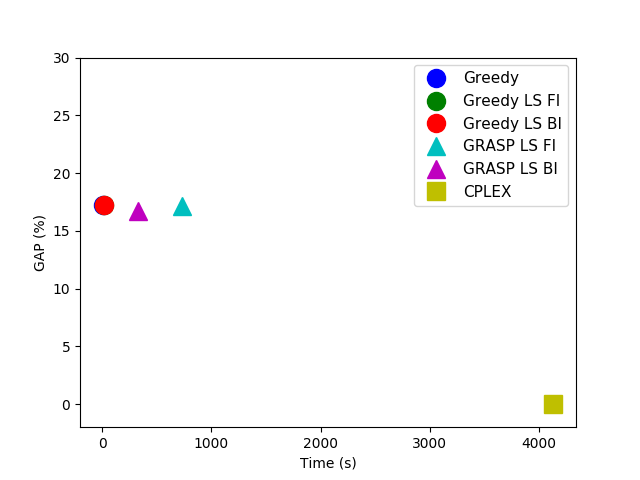 30
25
20
15
10
5
0
GAP (%)
0 1000 2000 3000 4000
Time (s)
Greedy
Greedy LS FI
Greedy LS BI
GRASP LS FI
GRASP LS BI
CPLEX